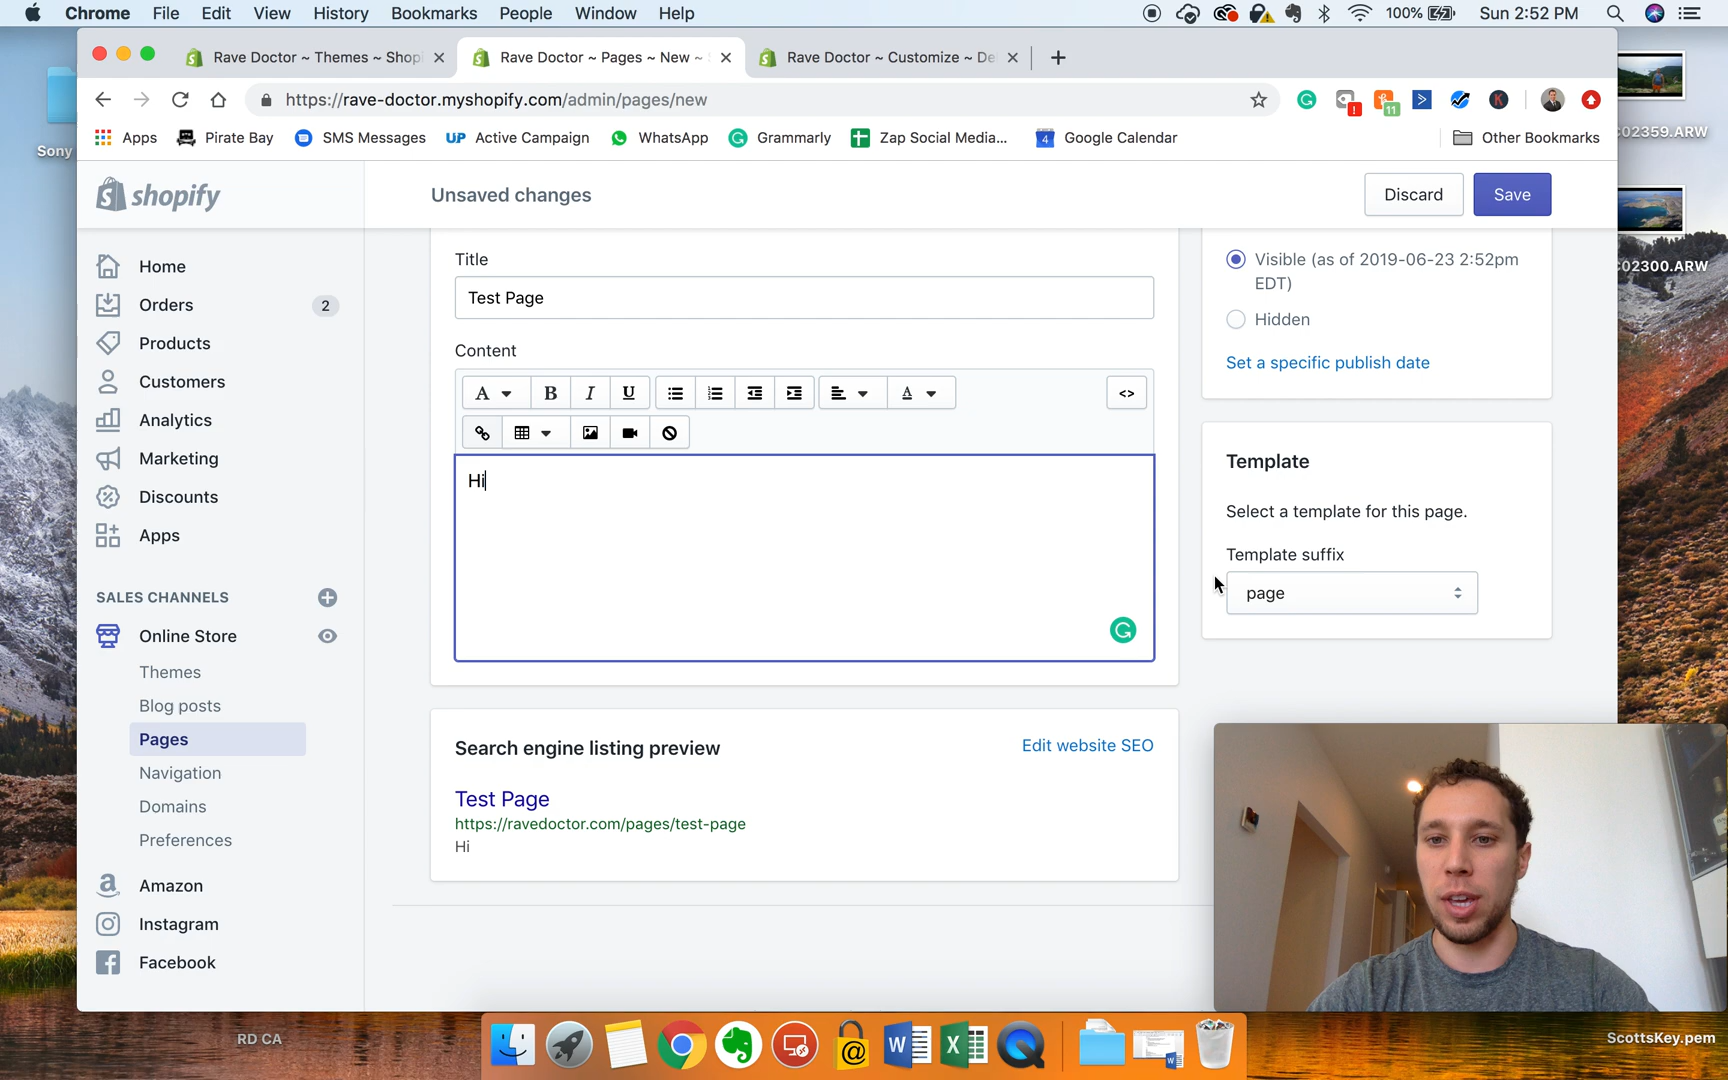 Chrome File Edit View History Bookmarks People Window Help
100%
Sun 2:52 PM
Rave Doctor ~ Themes ~ Shop
Rave Doctor ~ Pages ~ New ~
Rave Doctor ~ Customize ~ De
https://rave-doctor.myshopify.com/admin/pages/new
11
Apps
Pirate Bay
SMS Messages
UP Active Campaign
WhatsApp
Grammarly
Zap Social Media...
4 Google Calendar
Other Bookmarks
Sony
C02359.ARW
C02300.ARW
shopify
Unsaved changes
Discard
Save
Home
Orders 2
Products
Customers
Analytics
Marketing
Discounts
Apps
SALES CHANNELS
Online Store
Themes
Blog posts
Pages
Navigation
Domains
Preferences
Amazon
Instagram
Facebook
Title
Test Page
Content
A B I U A <>
Hi
Search engine listing preview
Edit website SEO
Test Page
https://ravedoctor.com/pages/test-page
Hi
Visible (as of 2019-06-23 2:52pm
EDT)
Hidden
Set a specific publish date
Template
Select a template for this page.
Template suffix
page
RD CA
ScottsKey.pem